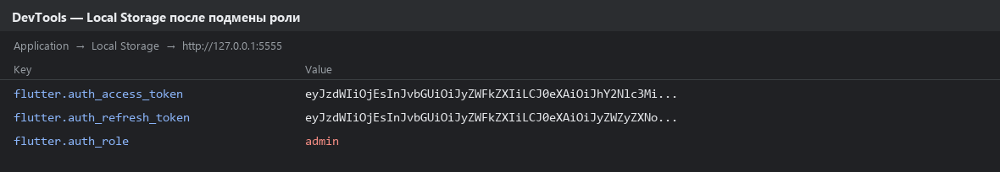 DevTools — Local Storage после подмены роли
Application → Local Storage → http://127.0.0.1:5555
Key Value
flutter.auth_access_token eyJzdWIiOjEsInJvbGUiOiJyZWFkZXIiLCJ0eXAiOiJhY2Nlc3Mi...
flutter.auth_refresh_token eyJzdWIiOjEsInJvbGUiOiJyZWFkZXIiLCJ0eXAiOiJyZWZyZXNo...
flutter.auth_role admin